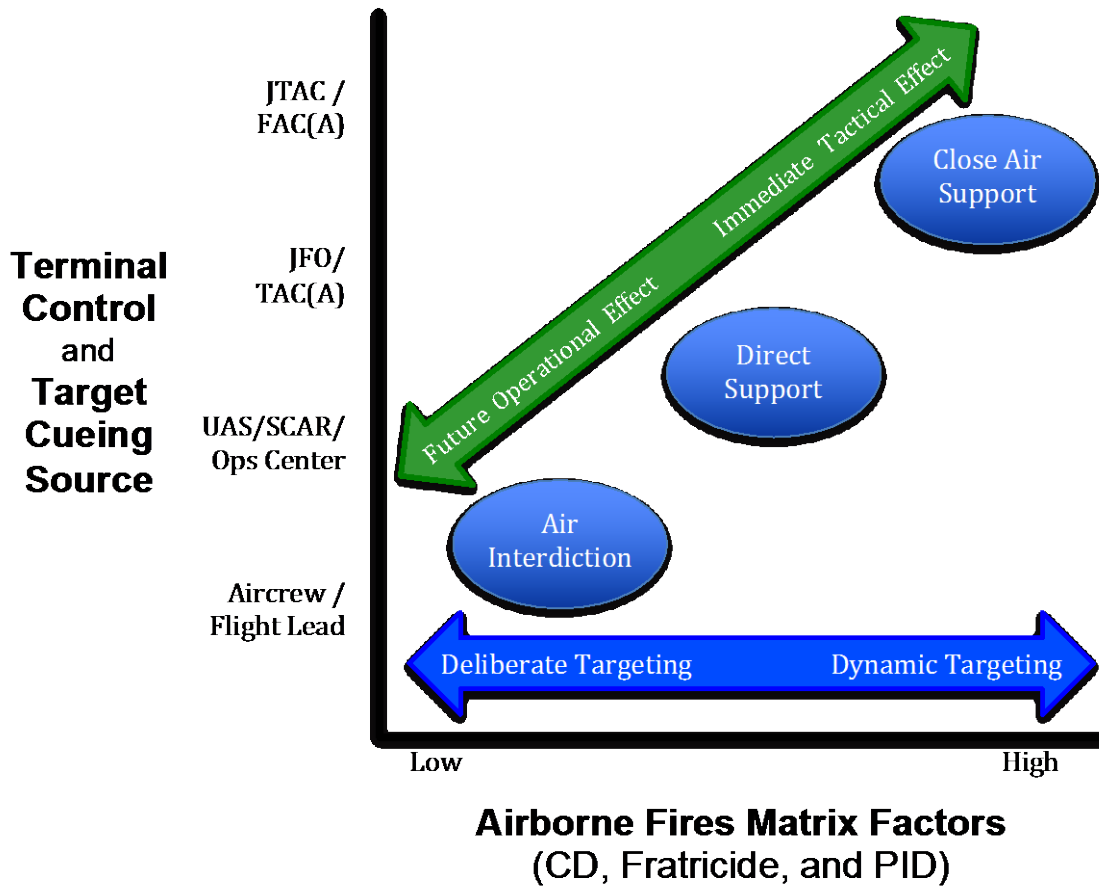 JTAC /
FAC(A)
JFO/
TAC(A)
UAS/SCAR/
Ops Center
Aircrew /
Flight Lead
Terminal
Control
and
Target
Cueing
Source
Future Operational Effect Immediate Tactical Effect
Close Air
Support
Direct
Support
Air
Interdiction
Deliberate Targeting Dynamic Targeting
Low High
Airborne Fires Matrix Factors
(CD, Fratricide, and PID)